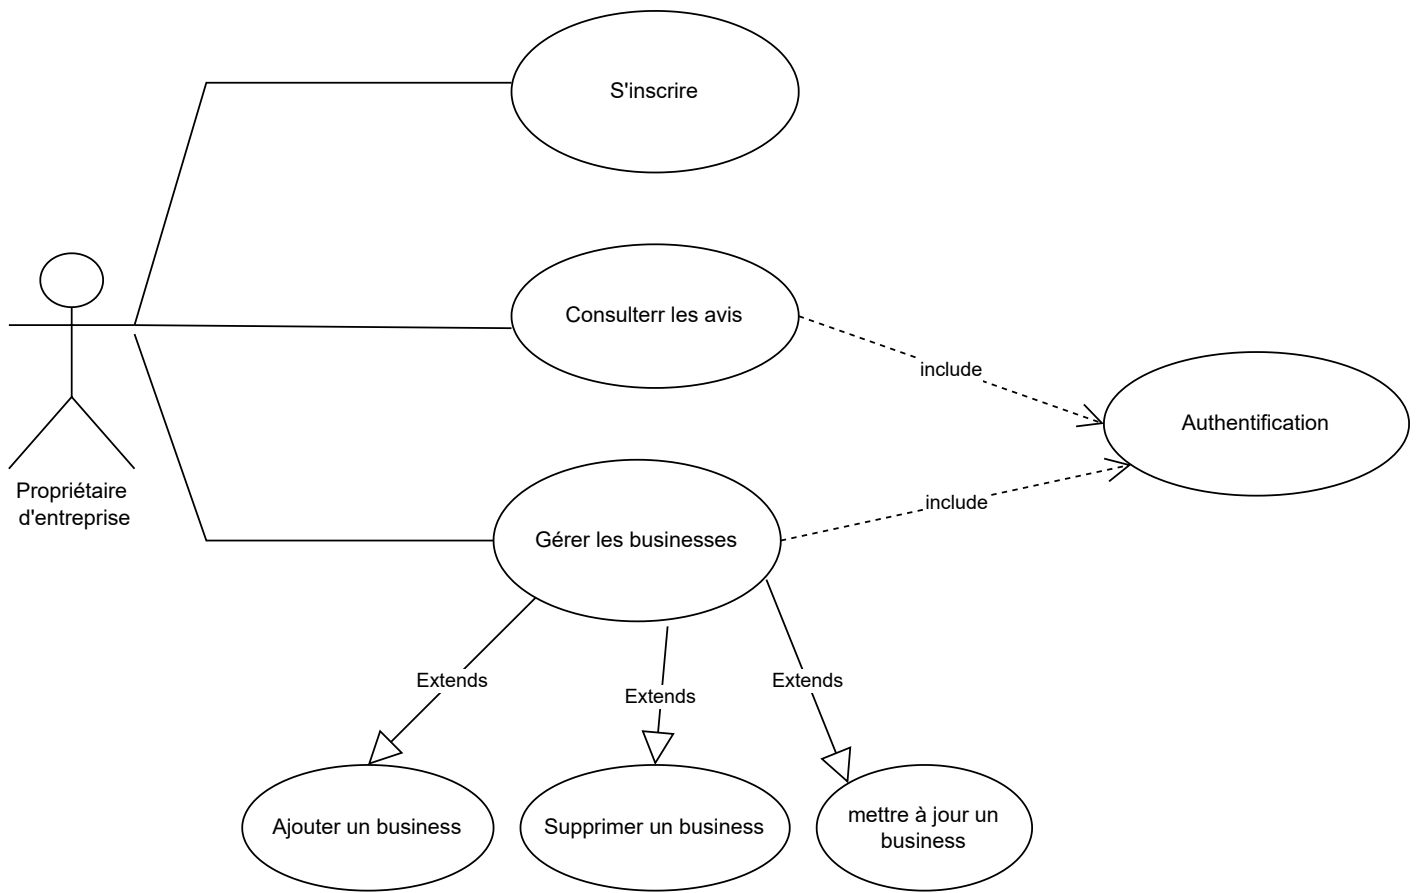 S'inscrire
Consulterr les avis
include
Authentification
Propriétaire
d'entreprise
include
Gérer les businesses
Extends
Extends
Extends
Ajouter un business
Supprimer un business
mettre à jour un
business